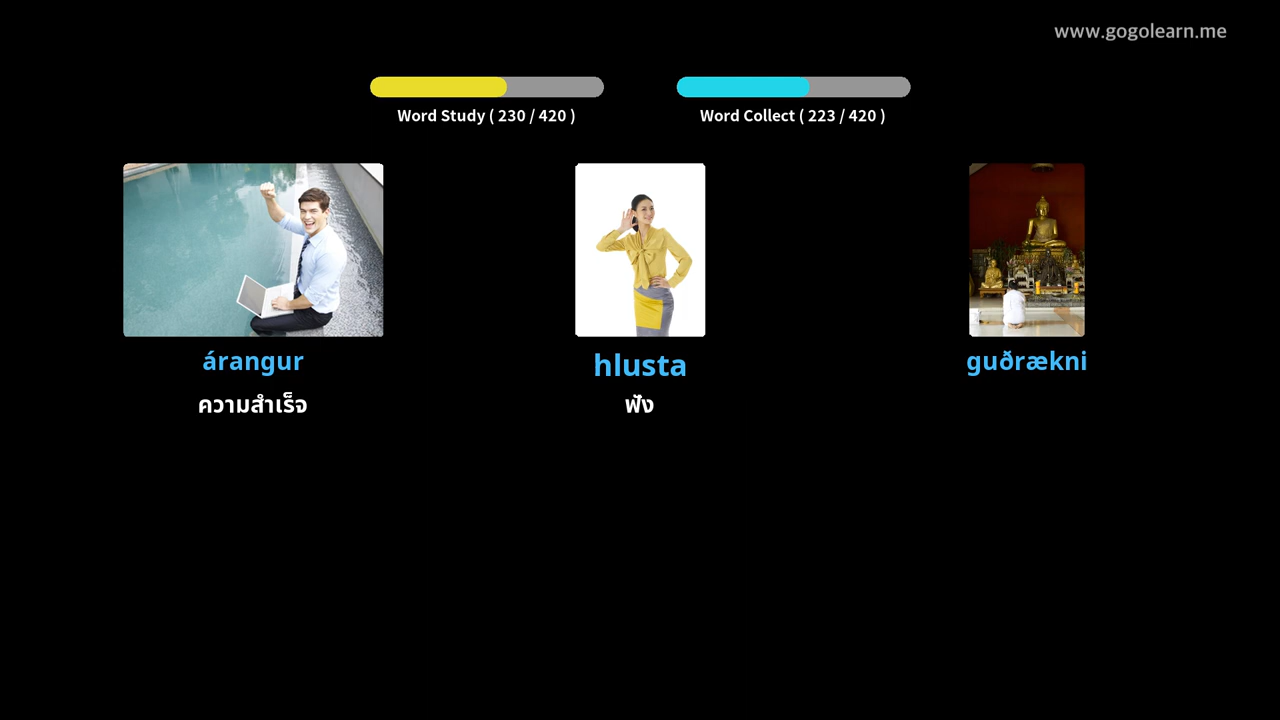 www.gogolearn.me
Word Study ( 230 / 420 )
Word Collect ( 223 / 420 )
árangur
hlusta
guðrækni
ความสำเร็จ
ฟัง